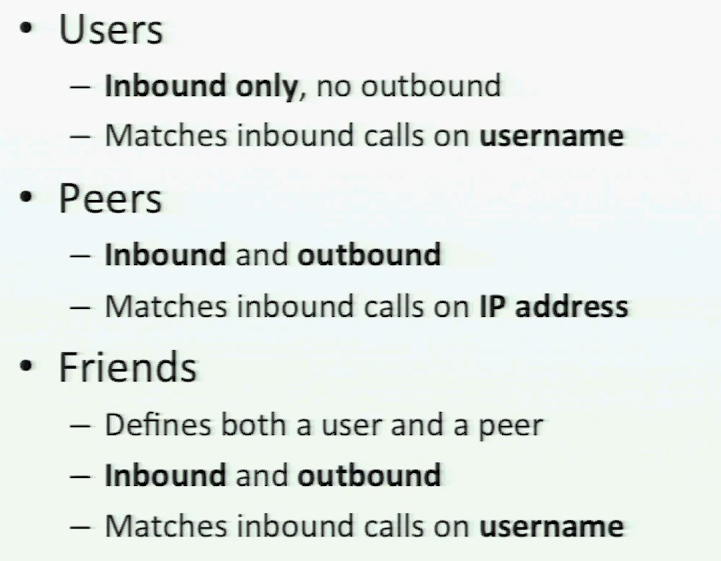 • Users
– Inbound only, no outbound
– Matches inbound calls on username
• Peers
– Inbound and outbound
– Matches inbound calls on IP address
• Friends
– Defines both a user and a peer
– Inbound and outbound
– Matches inbound calls on username